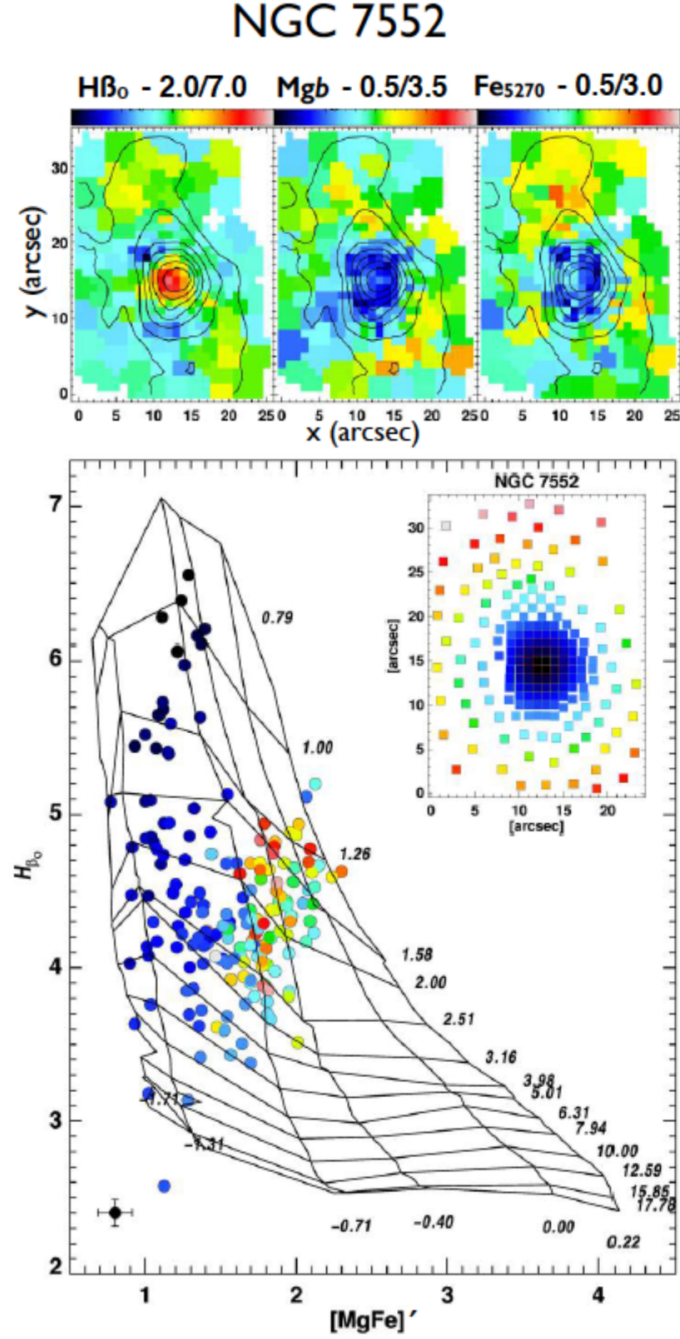 NGC 7552
Hβₒ - 2.0/7.0 Mgb - 0.5/3.5 Fe₅₂₇₀ - 0.5/3.0
30
20
10
0
y (arcsec)
0 5 10 15 20 25 0 5 10 15 20 25 0 5 10 15 20 25
x (arcsec)
NGC 7552
30
25
20
15
10
5
0
[arcsec]
0 5 10 15 20
[arcsec]
7
6
5
4
3
2
Hβₒ
0.79
1.00
1.26
1.58
2.00
2.51
3.16
3.98
5.01
6.31
7.94
10.00
12.59
15.85
17.78
-1.71
-1.31
-0.71 -0.40 0.00 0.22
1 2 3 4
[MgFe]′